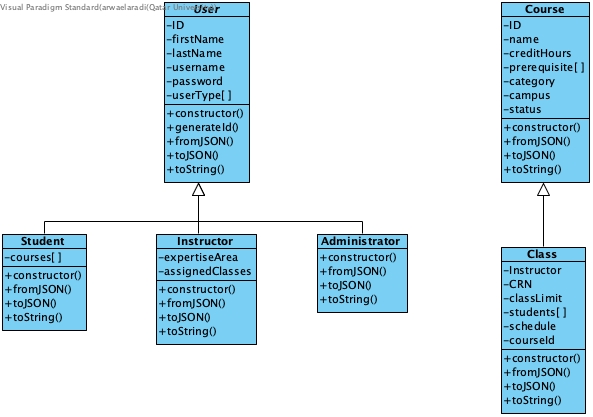 Visual Paradigm Standard(arwaelaradi(Qatar
User
-ID
-firstName
-lastName
-username
-password
-userType[ ]
+constructor()
+generateId()
+fromJSON()
+toJSON()
+toString()
Course
-ID
-name
-creditHours
-prerequisite[ ]
-category
-campus
-status
+constructor()
+fromJSON()
+toJSON()
+toString()
Student
-courses[ ]
+constructor()
+fromJSON()
+toJSON()
+toString()
Instructor
-expertiseArea
-assignedClasses
+constructor()
+fromJSON()
+toJSON()
+toString()
Administrator
+constructor()
+fromJSON()
+toJSON()
+toString()
Class
-Instructor
-CRN
-classLimit
-students[ ]
-schedule
-courseId
+constructor()
+fromJSON()
+toJSON()
+toString()